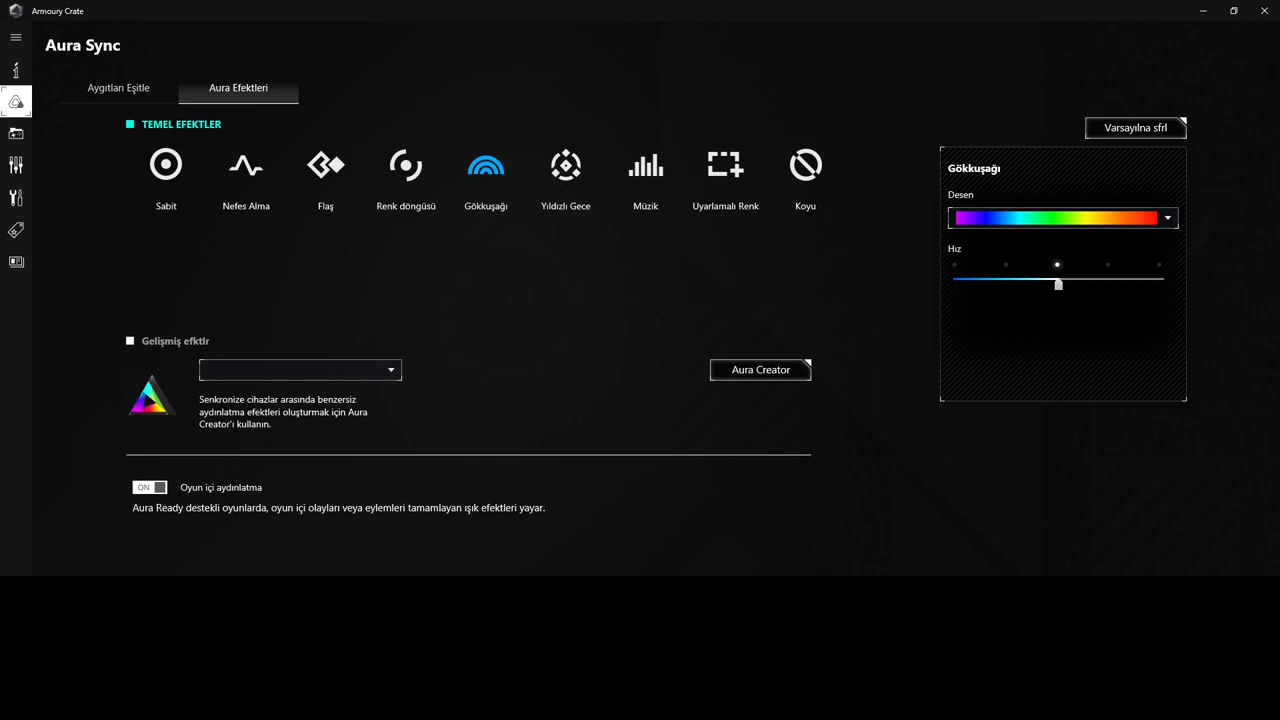 Armoury Crate
Aura Sync
Aygıtları Eşitle
Aura Efektleri
TEMEL EFEKTLER
Varsayılna sfrl
Sabit
Nefes Alma
Flaş
Renk döngüsü
Gökkuşağı
Yıldızlı Gece
Müzik
Uyarlamalı Renk
Koyu
Gökkuşağı
Desen
Hız
Gelişmiş efktlr
Aura Creator
Senkronize cihazlar arasında benzersiz
aydınlatma efektleri oluşturmak için Aura
Creator'ı kullanın.
ON
Oyun içi aydınlatma
Aura Ready destekli oyunlarda, oyun içi olayları veya eylemleri tamamlayan ışık efektleri yayar.